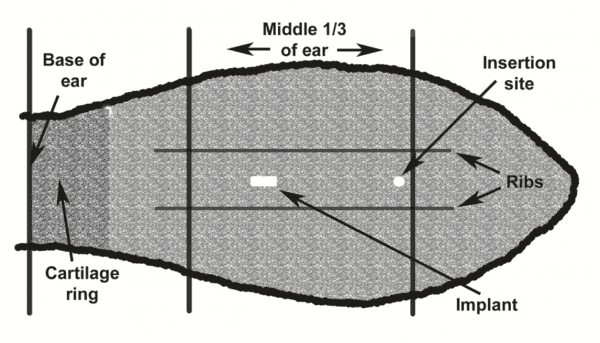 Middle 1/3
of ear
Base of
ear
Insertion
site
Ribs
Cartilage
ring
Implant